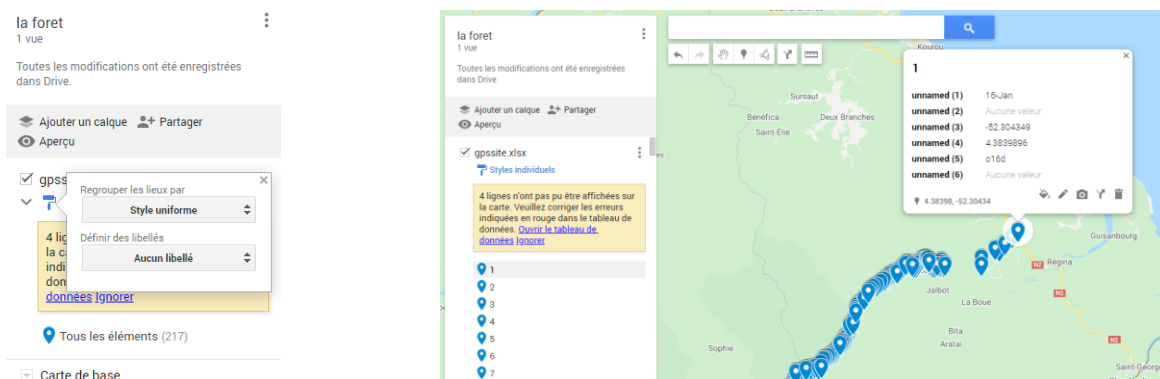 la foret
1 vue
Toutes les modifications ont été enregistrées
dans Drive.
Ajouter un calque Partager
Aperçu
gpss
Regrouper les lieux par
Style uniforme
Définir des libellés
Aucun libellé
4 lig
la ca
indi
don
données Ignorer
Tous les éléments (217)
Carte de base
la foret
1 vue
Toutes les modifications ont été enregistrées
dans Drive.
Ajouter un calque Partager
Aperçu
gpssite.xlsx
Styles individuels
4 lignes n'ont pas pu être affichées sur
la carte. Veuillez corriger les erreurs
indiquées en rouge dans le tableau de
données. Ouvrir le tableau de
données Ignorer
1
2
3
4
5
6
7
Kourou
Sursaut
Bénéfica
Deux Branches
Saint-Élie
1
unnamed (1) 16-Jan
unnamed (2) Aucune valeur
unnamed (3) -52.304349
unnamed (4) 4.3839896
unnamed (5) o16d
unnamed (6) Aucune valeur
4.38398, -52.30434
Guisanbourg
N2 Régina
Jalbot
N2
La Boue
Bita
Arataï
N2
Sophie
Saint-George